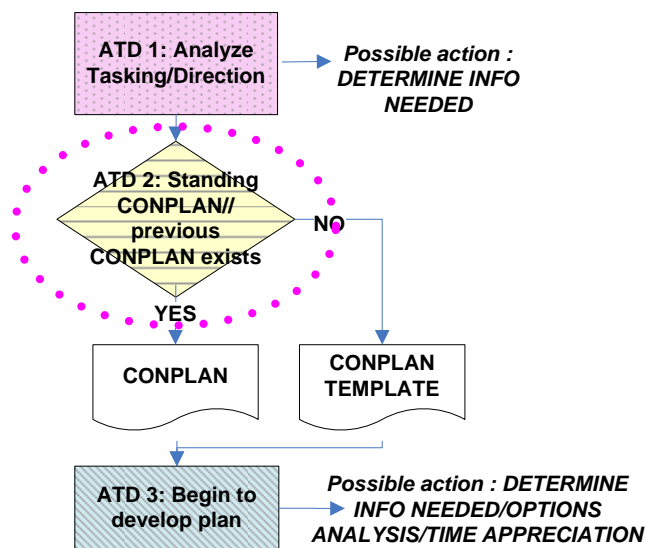 ATD 1: Analyze
Tasking/Direction
Possible action :
DETERMINE INFO
NEEDED
ATD 2: Standing
CONPLAN//
previous
CONPLAN exists
NO
YES
CONPLAN
CONPLAN
TEMPLATE
ATD 3: Begin to
develop plan
Possible action : DETERMINE
INFO NEEDED/OPTIONS
ANALYSIS/TIME APPRECIATION